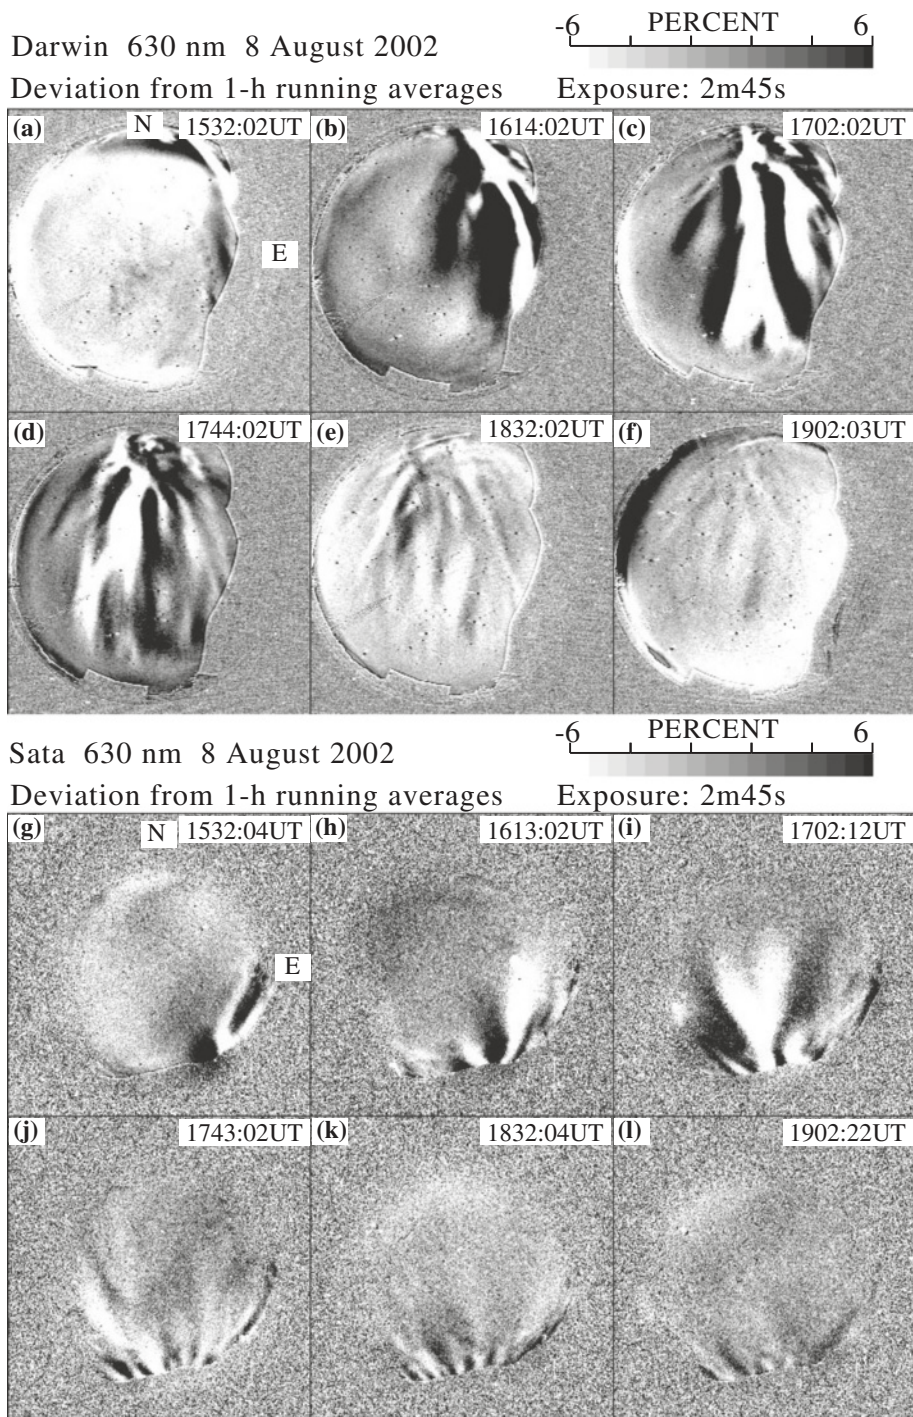 Darwin 630 nm 8 August 2002
-6 PERCENT 6
Deviation from 1-h running averages
Exposure: 2m45s
(a) N 1532:02UT
(b) 1614:02UT
(c) 1702:02UT
E
(d) 1744:02UT
(e) 1832:02UT
(f) 1902:03UT
Sata 630 nm 8 August 2002
-6 PERCENT 6
Deviation from 1-h running averages
Exposure: 2m45s
(g) N 1532:04UT
(h) 1613:02UT
(i) 1702:12UT
E
(j) 1743:02UT
(k) 1832:04UT
(l) 1902:22UT